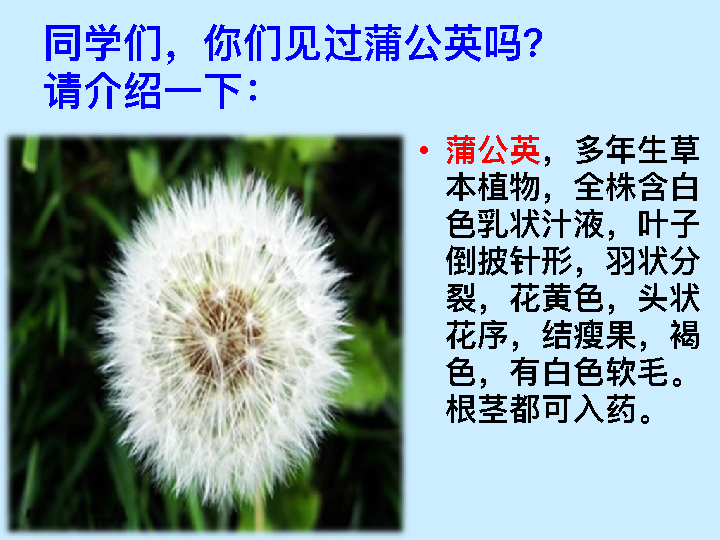 同学们，你们见过蒲公英吗?
请介绍一下：
• 蒲公英，多年生草
本植物，全株含白
色乳状汁液，叶子
倒披针形，羽状分
裂，花黄色，头状
花序，结瘦果，褐
色，有白色软毛。
根茎都可入药。